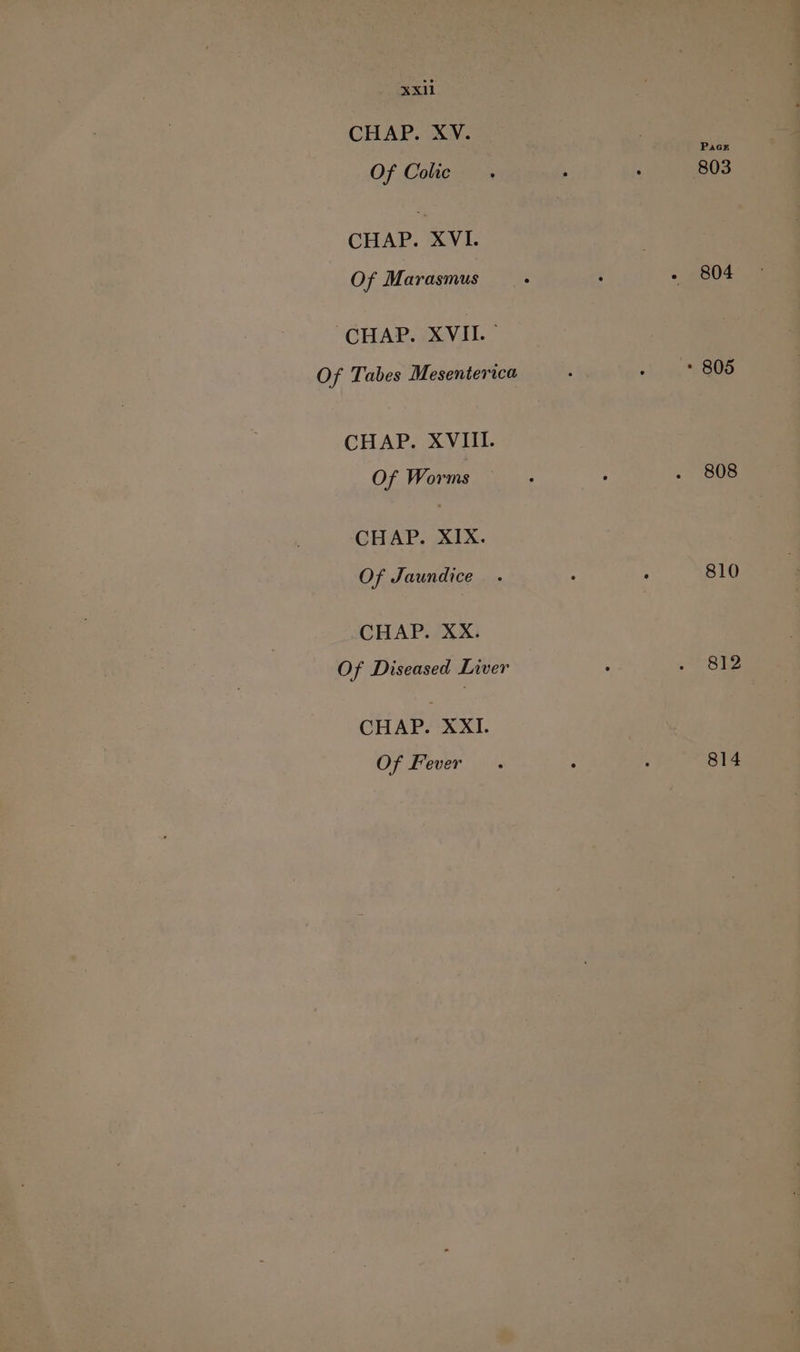 xxii
CHAP. XV.
PAGE
Of Colic . . . 803
CHAP. XVI.
Of Marasmus . . . 804
CHAP. XVII.
Of Tabes Mesenterica . . . 805
CHAP. XVIII.
Of Worms . . . 808
CHAP. XIX.
Of Jaundice . . . 810
CHAP. XX.
Of Diseased Liver . . 812
CHAP. XXI.
Of Fever . . . 814